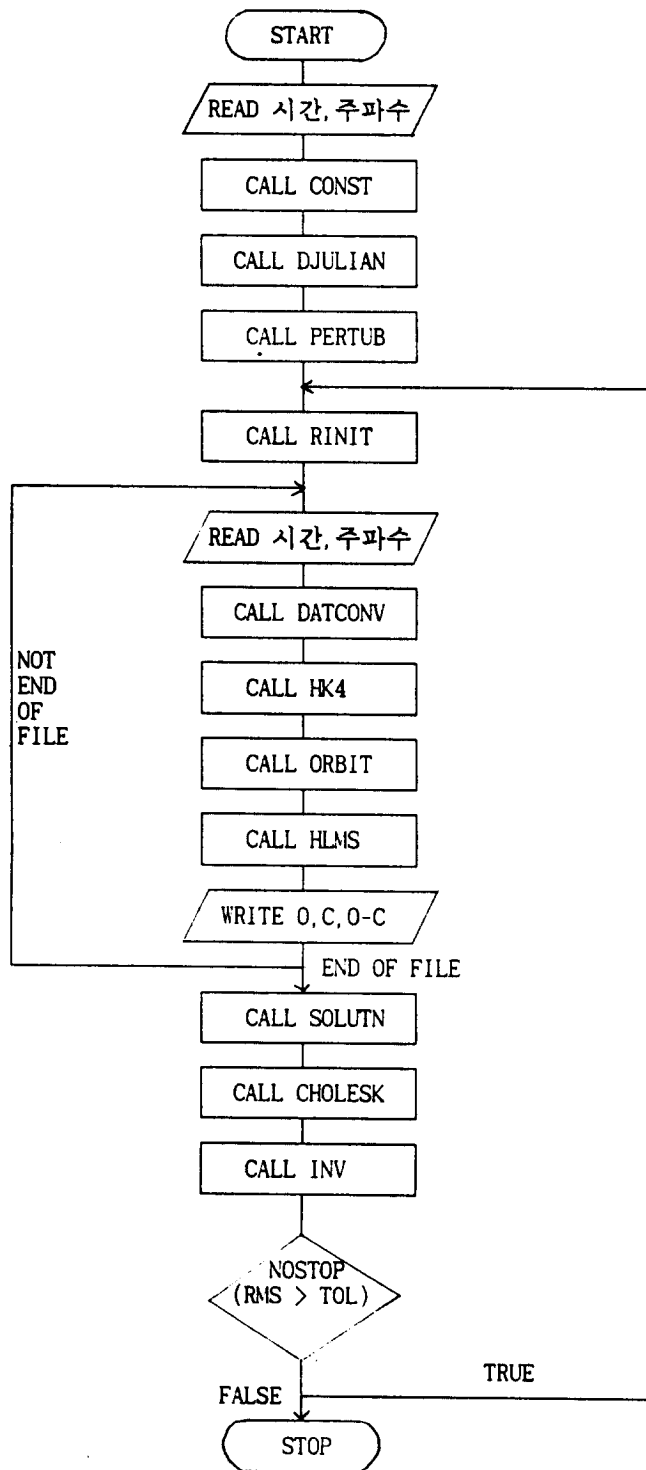 START
READ 시간,주파수
CALL CONST
CALL DJULIAN
CALL PERTUB
CALL RINIT
READ 시간,주파수
CALL DATCONV
CALL HK4
NOT
END
OF
FILE
CALL ORBIT
CALL HLMS
WRITE O,C,O-C
END OF FILE
CALL SOLUTN
CALL CHOLESK
CALL INV
NOSTOP
(RMS > TOL)
TRUE
FALSE
STOP